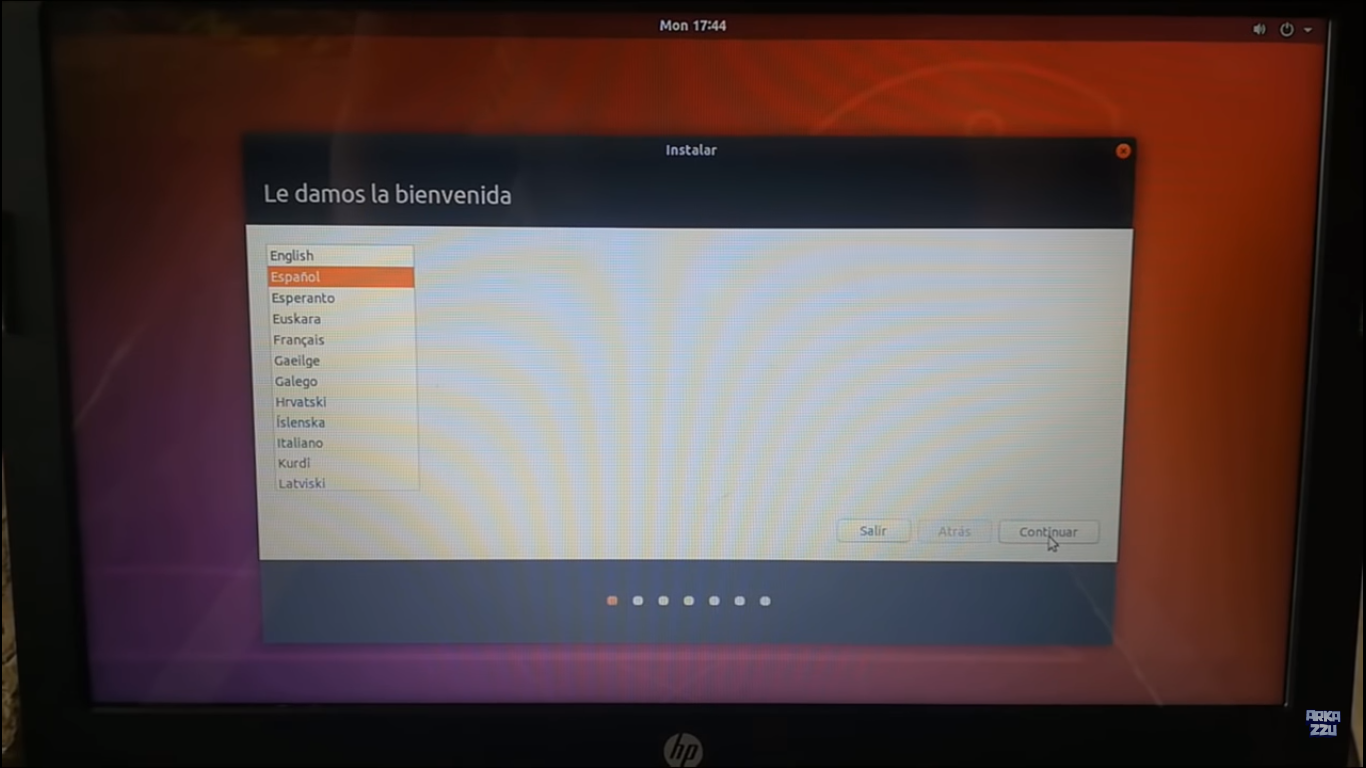 Mon 17:44
Instalar
Le damos la bienvenida
English
Español
Esperanto
Euskara
Français
Gaeilge
Galego
Hrvatski
Íslenska
Italiano
Kurdî
Latviski
Salir
Atrás
Continuar
hp
ARKA
ZZU